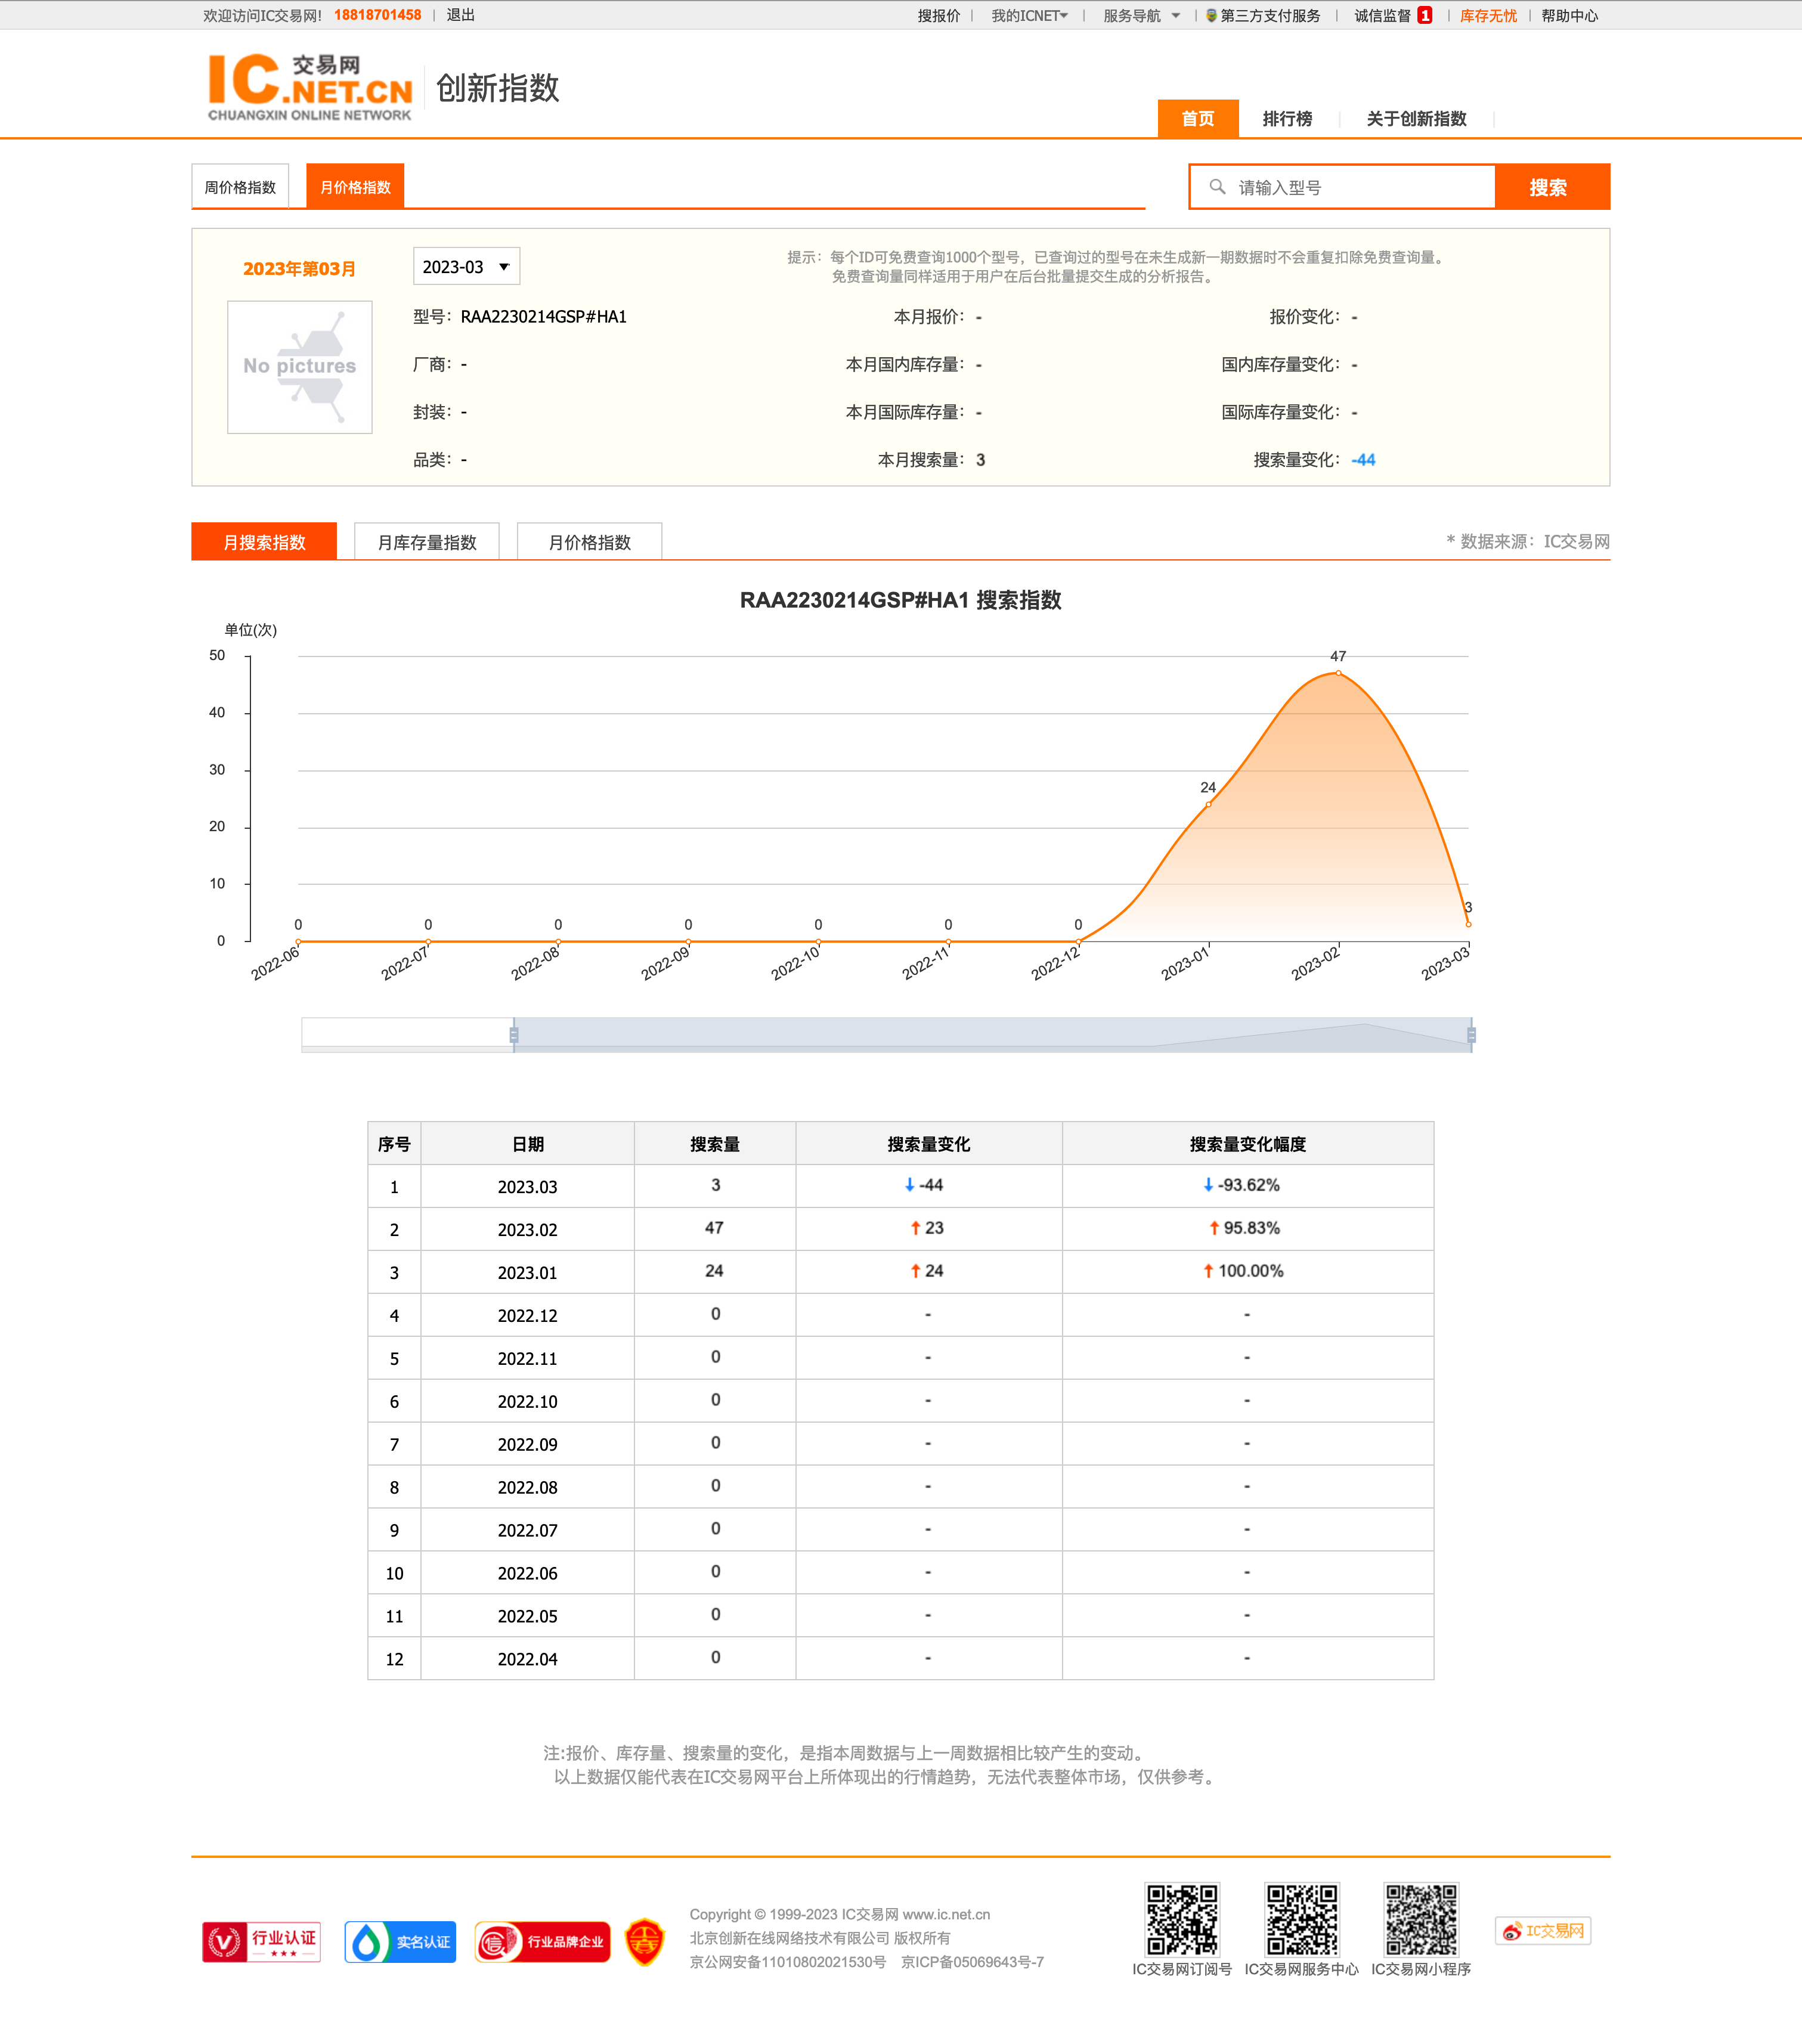 欢迎访问IC交易网! 18818701458 | 退出 搜报价 | 我的ICNET | 服务导航 | 第三方支付服务 | 诚信监督 1 | 库存无忧 | 帮助中心
IC交易网
.NET.CN 创新指数
CHUANGXIN ONLINE NETWORK
首页 排行榜 关于创新指数
周价格指数 月价格指数 请输入型号 搜索
2023年第03月 2023-03 ▼
提示：每个ID可免费查询1000个型号，已查询过的型号在未生成新一期数据时不会重复扣除免费查询量。
免费查询量同样适用于用户在后台批量提交生成的分析报告。
No pictures
型号：RAA2230214GSP#HA1 本月报价：- 报价变化：-
厂商：- 本月国内库存量：- 国内库存量变化：-
封装：- 本月国际库存量：- 国际库存量变化：-
品类：- 本月搜索量：3 搜索量变化：-44
月搜索指数 月库存量指数 月价格指数 * 数据来源：IC交易网
RAA2230214GSP#HA1 搜索指数
单位(次)
50
47
40
30
24
20
10
3
0 0 0 0 0 0 0
0
2022-06 2022-07 2022-08 2022-09 2022-10 2022-11 2022-12 2023-01 2023-02 2023-03
序号 日期 搜索量 搜索量变化 搜索量变化幅度
1 2023.03 3 ↓ -44 ↓ -93.62%
2 2023.02 47 ↑ 23 ↑ 95.83%
3 2023.01 24 ↑ 24 ↑ 100.00%
4 2022.12 0 - -
5 2022.11 0 - -
6 2022.10 0 - -
7 2022.09 0 - -
8 2022.08 0 - -
9 2022.07 0 - -
10 2022.06 0 - -
11 2022.05 0 - -
12 2022.04 0 - -
注:报价、库存量、搜索量的变化，是指本周数据与上一周数据相比较产生的变动。
以上数据仅能代表在IC交易网平台上所体现出的行情趋势，无法代表整体市场，仅供参考。
行业认证
实名认证
信 行业品牌企业
Copyright © 1999-2023 IC交易网 www.ic.net.cn
北京创新在线网络技术有限公司 版权所有
京公网安备11010802021530号 京ICP备05069643号-7
IC交易网订阅号 IC交易网服务中心 IC交易网小程序
IC交易网